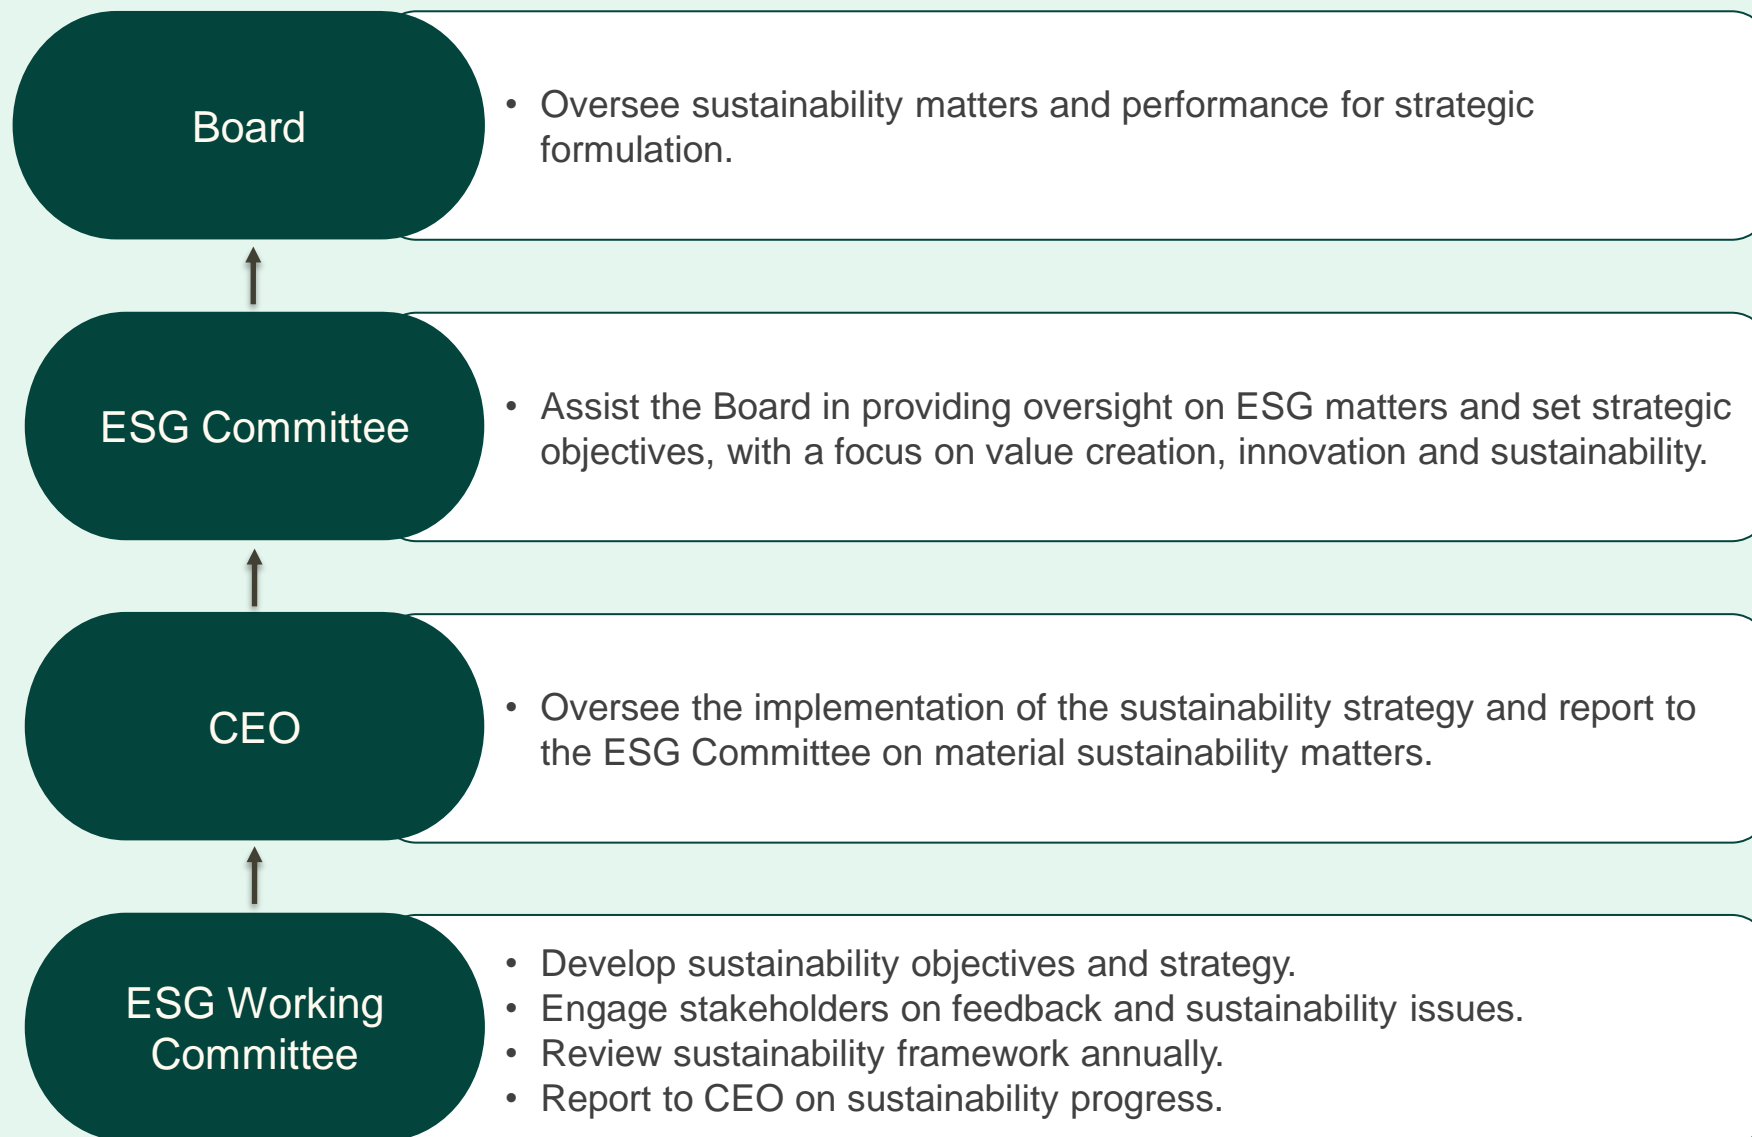 Board
• Oversee sustainability matters and performance for strategic
formulation.
ESG Committee
• Assist the Board in providing oversight on ESG matters and set strategic
objectives, with a focus on value creation, innovation and sustainability.
CEO
• Oversee the implementation of the sustainability strategy and report to
the ESG Committee on material sustainability matters.
ESG Working
Committee
• Develop sustainability objectives and strategy.
• Engage stakeholders on feedback and sustainability issues.
• Review sustainability framework annually.
• Report to CEO on sustainability progress.